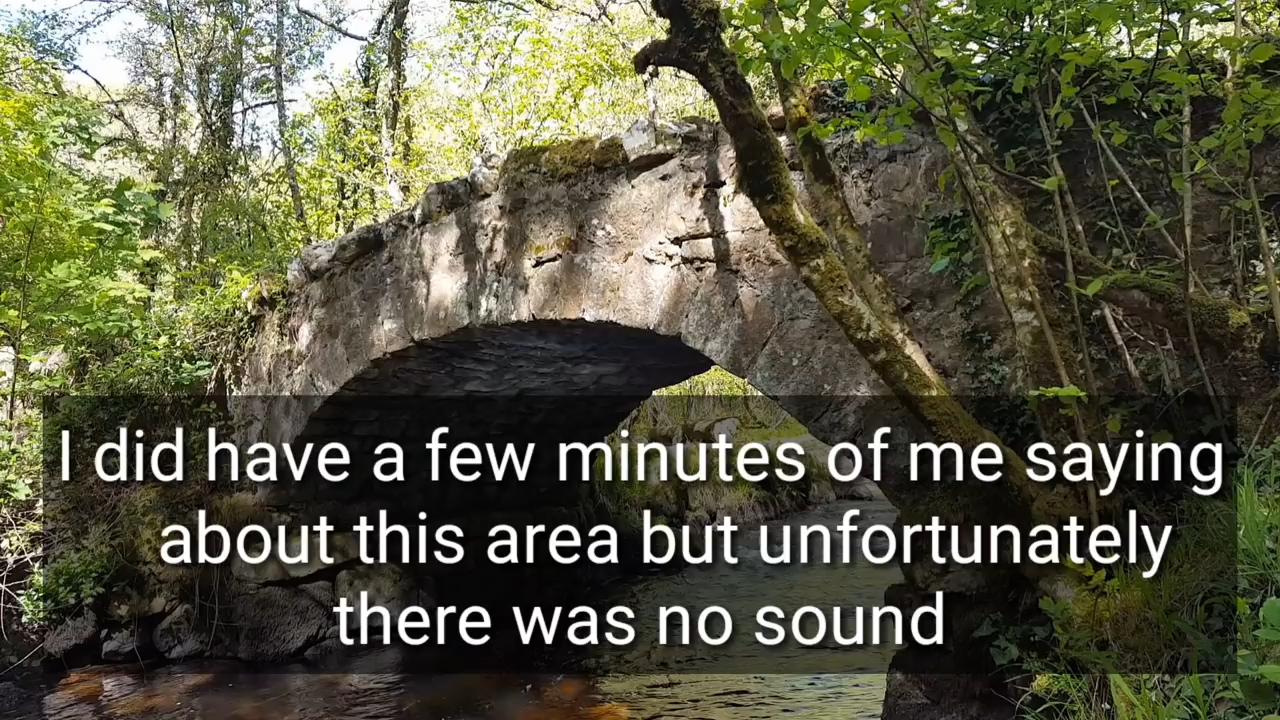 I did have a few minutes of me saying
about this area but unfortunately
there was no sound